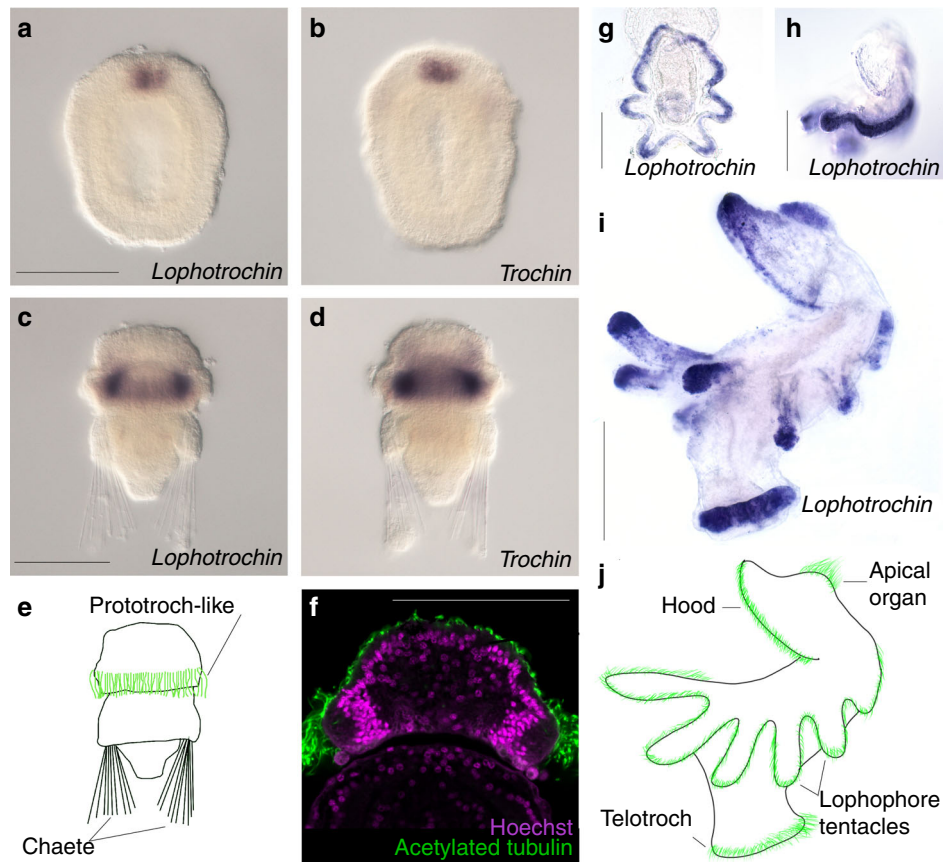 a
b
g
h
Lophotrochin
Trochin
Lophotrochin
Lophotrochin
c
d
i
Lophotrochin
Trochin
Lophotrochin
e
Prototroch-like
Chaete
f
Hoechst
Acetylated tubulin
j
Hood
Apical
organ
Telotroch
Lophophore
tentacles